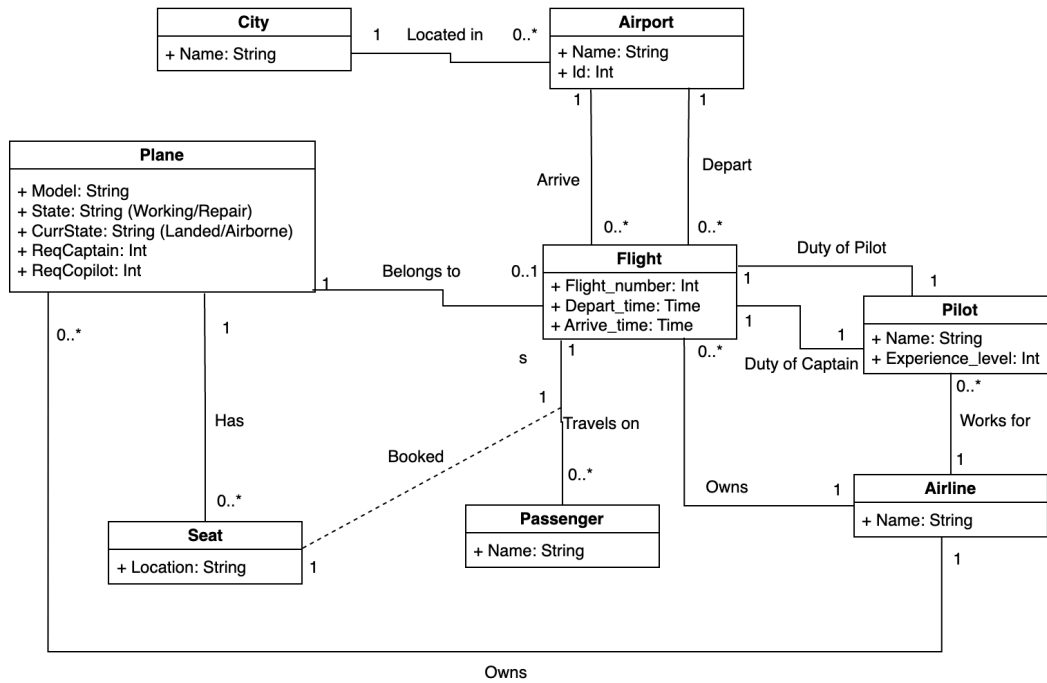 City
+ Name: String
1
Located in
0..*
Airport
+ Name: String
+ Id: Int
1
1
Arrive
Depart
0..*
0..*
Plane
+ Model: String
+ State: String (Working/Repair)
+ CurrState: String (Landed/Airborne)
+ ReqCaptain: Int
+ ReqCopilot: Int
1
Belongs to
0..1
Flight
+ Flight_number: Int
+ Depart_time: Time
+ Arrive_time: Time
Duty of Pilot
1
1
1
1
Duty of Captain
Pilot
+ Name: String
+ Experience_level: Int
0..*
1
Has
0..*
s
1
1
Travels on
Booked
0..*
0..*
Owns
1
0..*
Works for
1
Seat
+ Location: String
1
Passenger
+ Name: String
Airline
+ Name: String
1
Owns